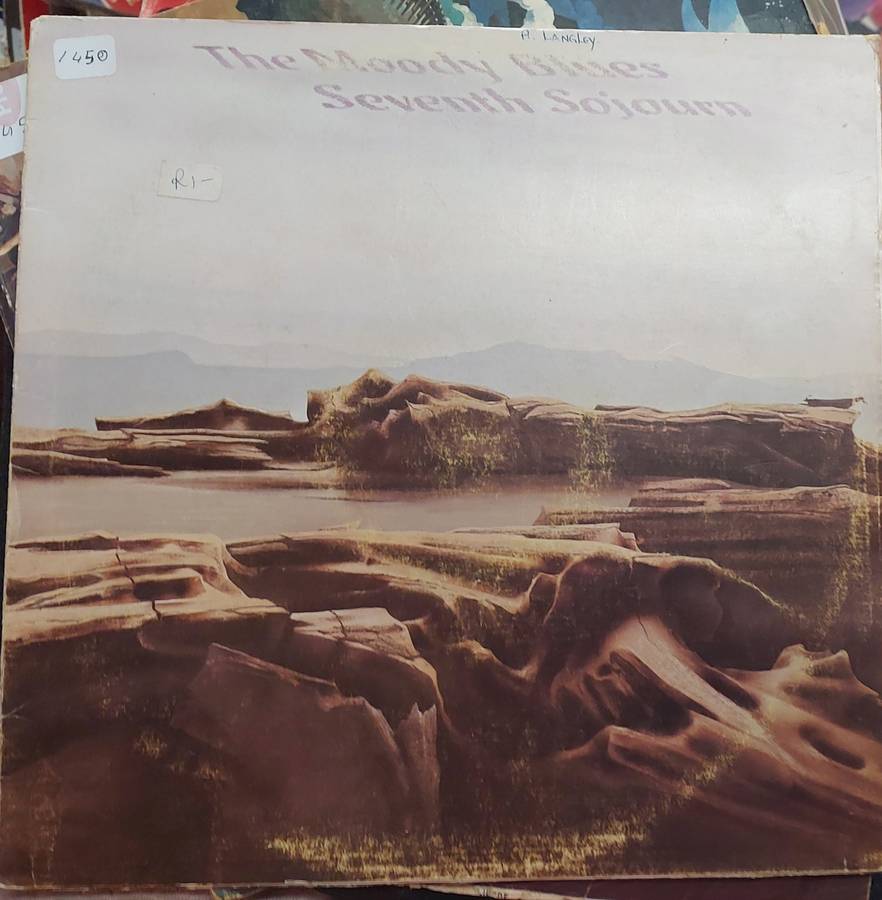 A. LANGLEY
1450
The Moody Blues
Seventh Sojourn
R1-